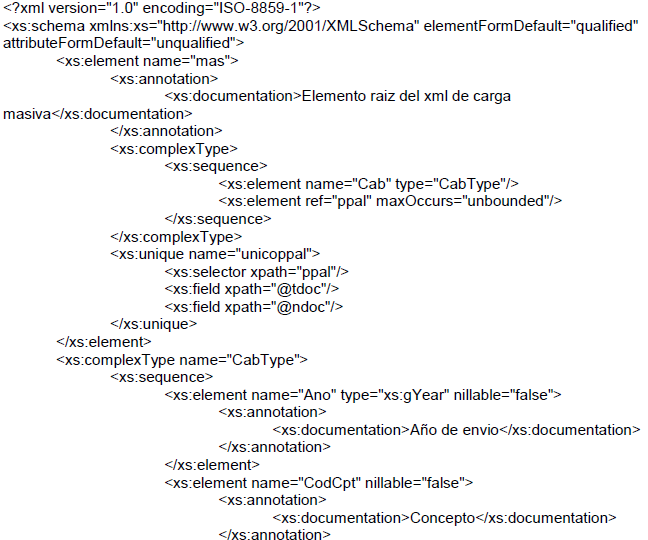 <?xml version="1.0" encoding="ISO-8859-1"?>
<xs:schema xmlns:xs="http://www.w3.org/2001/XMLSchema" elementFormDefault="qualified"
attributeFormDefault="unqualified">
<xs:element name="mas">
<xs:annotation>
<xs:documentation>Elemento raiz del xml de carga
masiva</xs:documentation>
</xs:annotation>
<xs:complexType>
<xs:sequence>
<xs:element name="Cab" type="CabType"/>
<xs:element ref="ppal" maxOccurs="unbounded"/>
</xs:sequence>
</xs:complexType>
<xs:unique name="unicoppal">
<xs:selector xpath="ppal"/>
<xs:field xpath="@tdoc"/>
<xs:field xpath="@ndoc"/>
</xs:unique>
</xs:element>
<xs:complexType name="CabType">
<xs:sequence>
<xs:element name="Ano" type="xs:gYear" nillable="false">
<xs:annotation>
<xs:documentation>Año de envio</xs:documentation>
</xs:annotation>
</xs:element>
<xs:element name="CodCpt" nillable="false">
<xs:annotation>
<xs:documentation>Concepto</xs:documentation>
</xs:annotation>